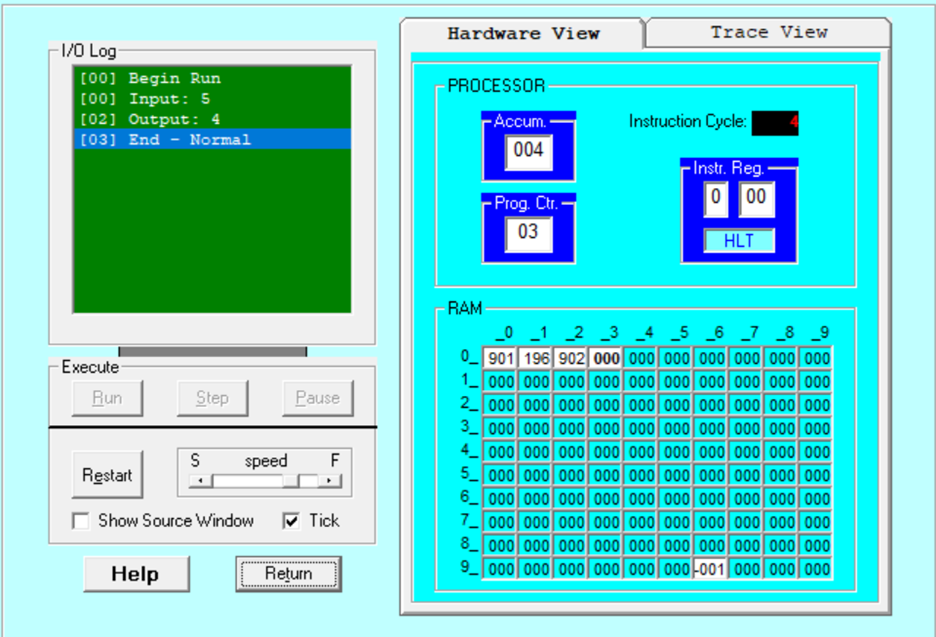 I/O Log
[00] Begin Run
[00] Input: 5
[02] Output: 4
[03] End - Normal
Execute
Run Step Pause
Restart
S speed F
Show Source Window Tick
Help Return
Hardware View Trace View
PROCESSOR
Accum.
004
Instruction Cycle: 4
Prog. Ctr.
03
Instr. Reg.
0 00
HLT
RAM
_0 _1 _2 _3 _4 _5 _6 _7 _8 _9
0_ 901 196 902 000 000 000 000 000 000 000
1_ 000 000 000 000 000 000 000 000 000 000
2_ 000 000 000 000 000 000 000 000 000 000
3_ 000 000 000 000 000 000 000 000 000 000
4_ 000 000 000 000 000 000 000 000 000 000
5_ 000 000 000 000 000 000 000 000 000 000
6_ 000 000 000 000 000 000 000 000 000 000
7_ 000 000 000 000 000 000 000 000 000 000
8_ 000 000 000 000 000 000 000 000 000 000
9_ 000 000 000 000 000 000 -001 000 000 000